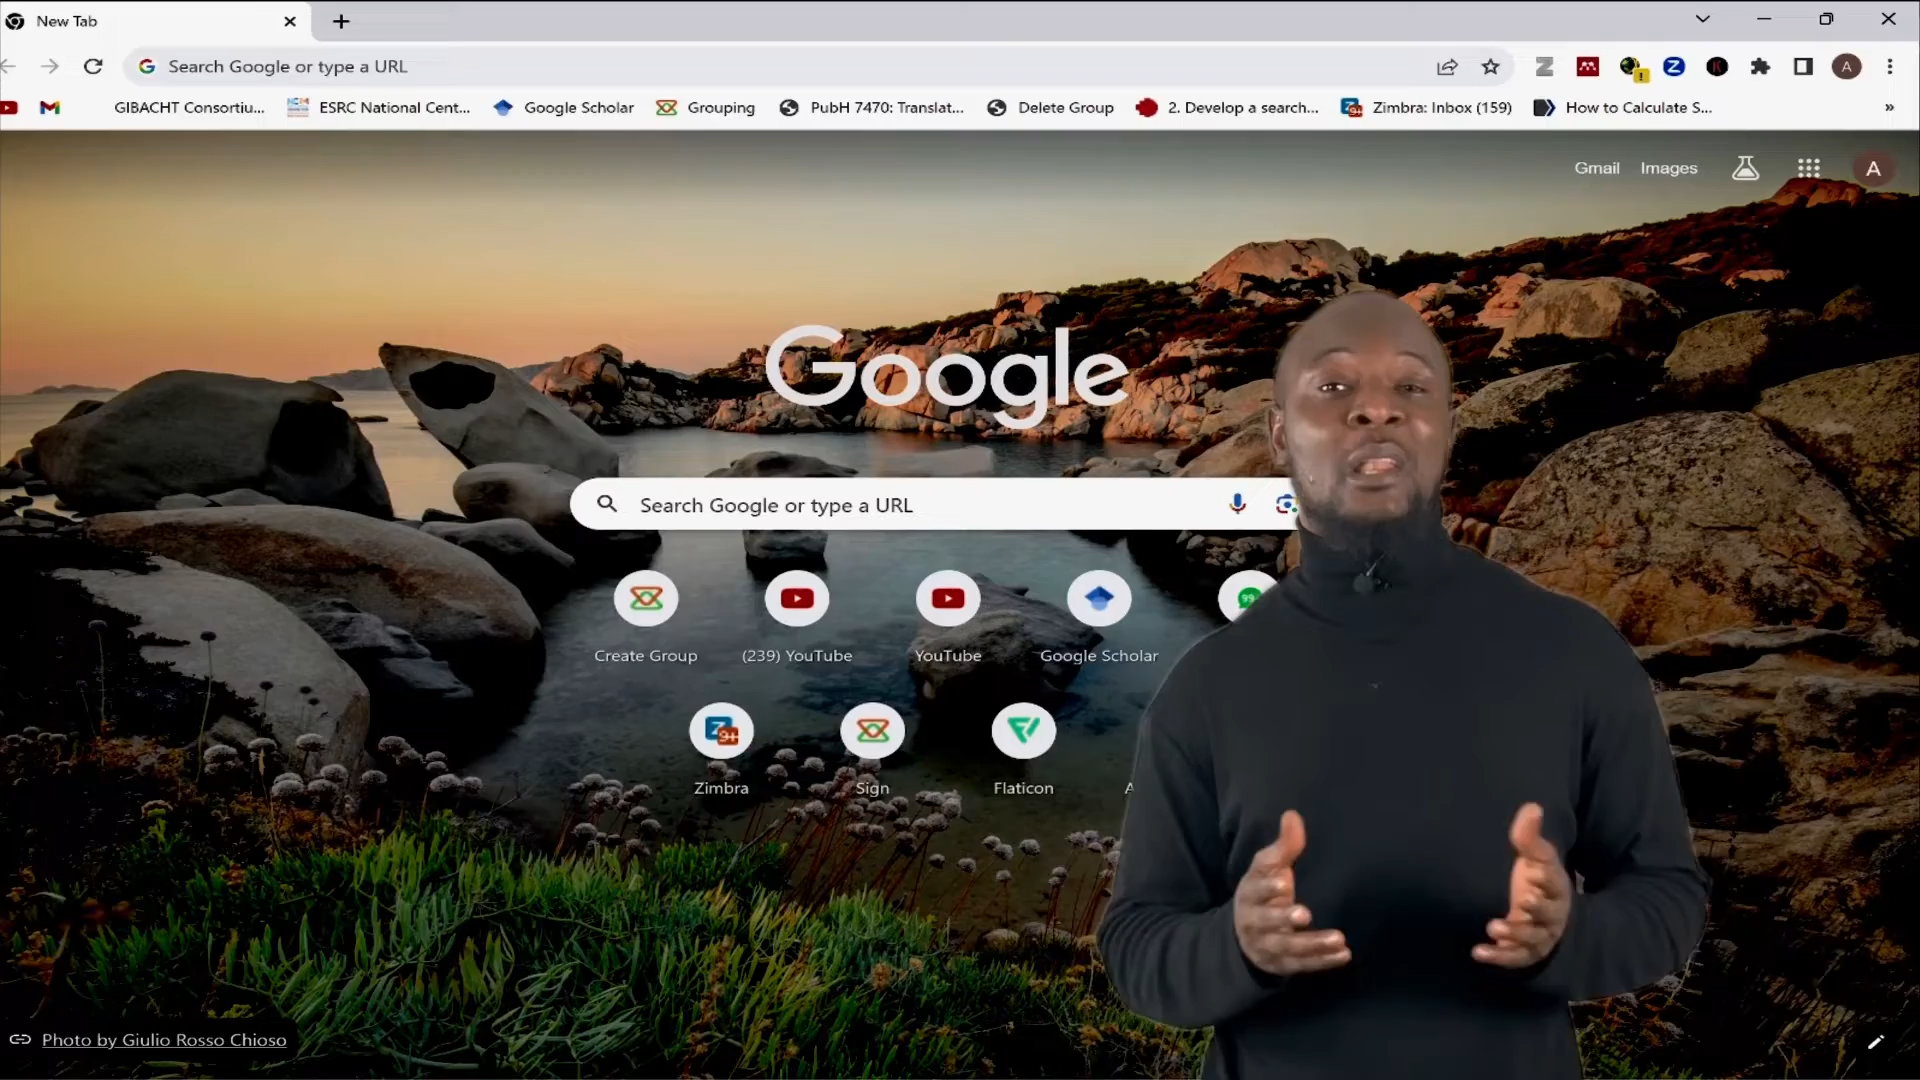 New Tab
Search Google or type a URL
A
GIBACHT Consortiu...
ESRC National Cent...
Google Scholar
Grouping
PubH 7470: Translat...
Delete Group
2. Develop a search...
Zimbra: Inbox (159)
How to Calculate S...
»
Gmail
Images
A
Google
Search Google or type a URL
99
Create Group
(239) YouTube
YouTube
Google Scholar
Z 9+
Zimbra
Sign
Flaticon
A
Photo by Giulio Rosso Chioso